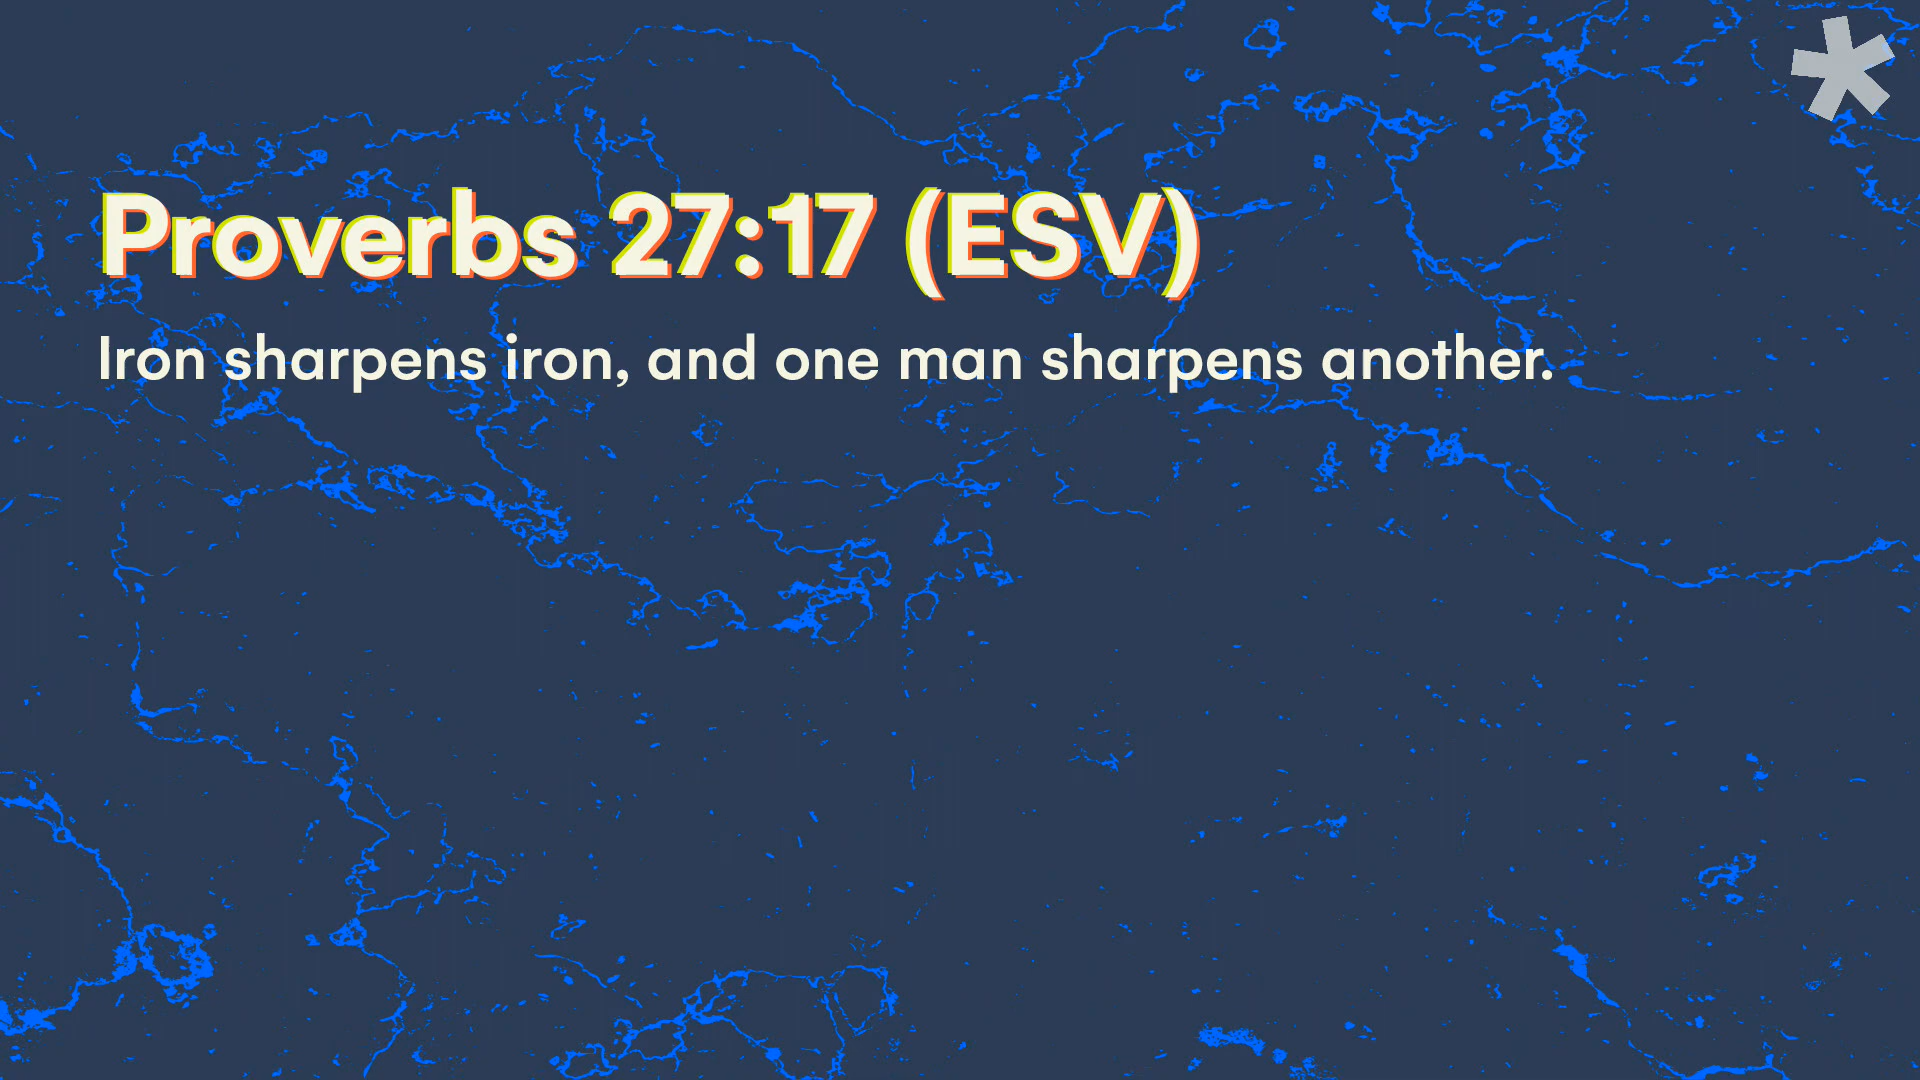 Proverbs 27:17 (ESV)
Iron sharpens iron, and one man sharpens another.